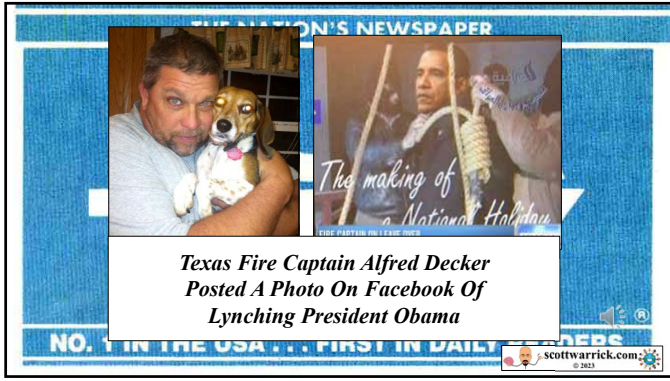 THE NATION'S NEWSPAPER
The making of
a National Holiday
FIRE CAPTAIN ON LEAVE OVER
Texas Fire Captain Alfred Decker
Posted A Photo On Facebook Of
Lynching President Obama
®
NO. 1 IN THE USA . . . FIRST IN DAILY READERS
scottwarrick.com
© 2023